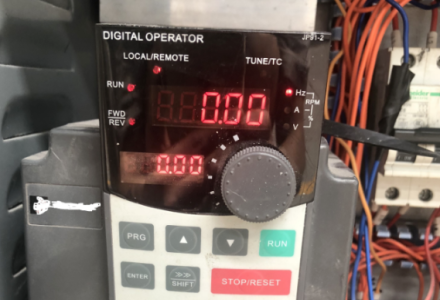 DIGITAL OPERATOR JP01-2
LOCAL/REMOTE TUNE/TC
RUN
Hz
RPM
A
%
V
FWD
REV
0.00
0.00
PRG
RUN
ENTER
>>
SHIFT
STOP/RESET